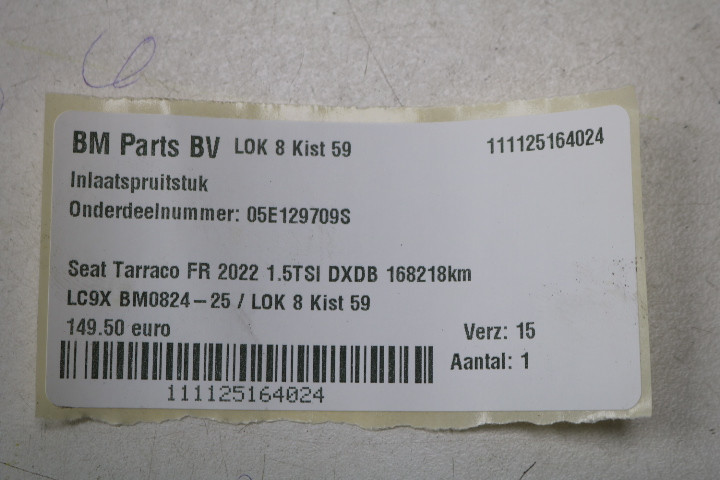 BM Parts BV LOK 8 Kist 59 111125164024
Inlaatspruitstuk
Onderdeelnummer: 05E129709S
Seat Tarraco FR 2022 1.5TSI DXDB 168218km
LC9X BM0824-25 / LOK 8 Kist 59
149.50 euro Verz: 15
Aantal: 1
111125164024